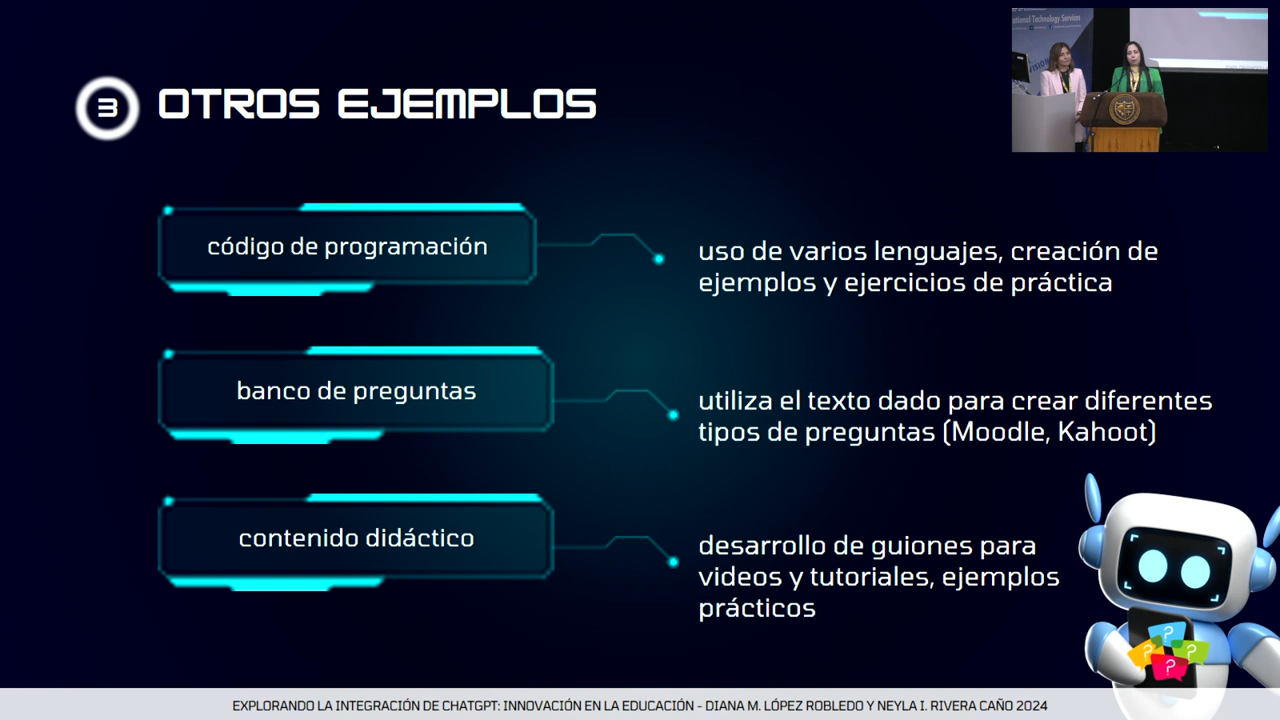 ational Technology Services
3
OTROS EJEMPLOS
código de programación
uso de varios lenguajes, creación de
ejemplos y ejercicios de práctica
banco de preguntas
utiliza el texto dado para crear diferentes
tipos de preguntas (Moodle, Kahoot)
contenido didáctico
desarrollo de guiones para
videos y tutoriales, ejemplos
prácticos
? ? ? ?
EXPLORANDO LA INTEGRACIÓN DE CHATGPT: INNOVACIÓN EN LA EDUCACIÓN - DIANA M. LÓPEZ ROBLEDO Y NEYLA I. RIVERA CAÑO 2024